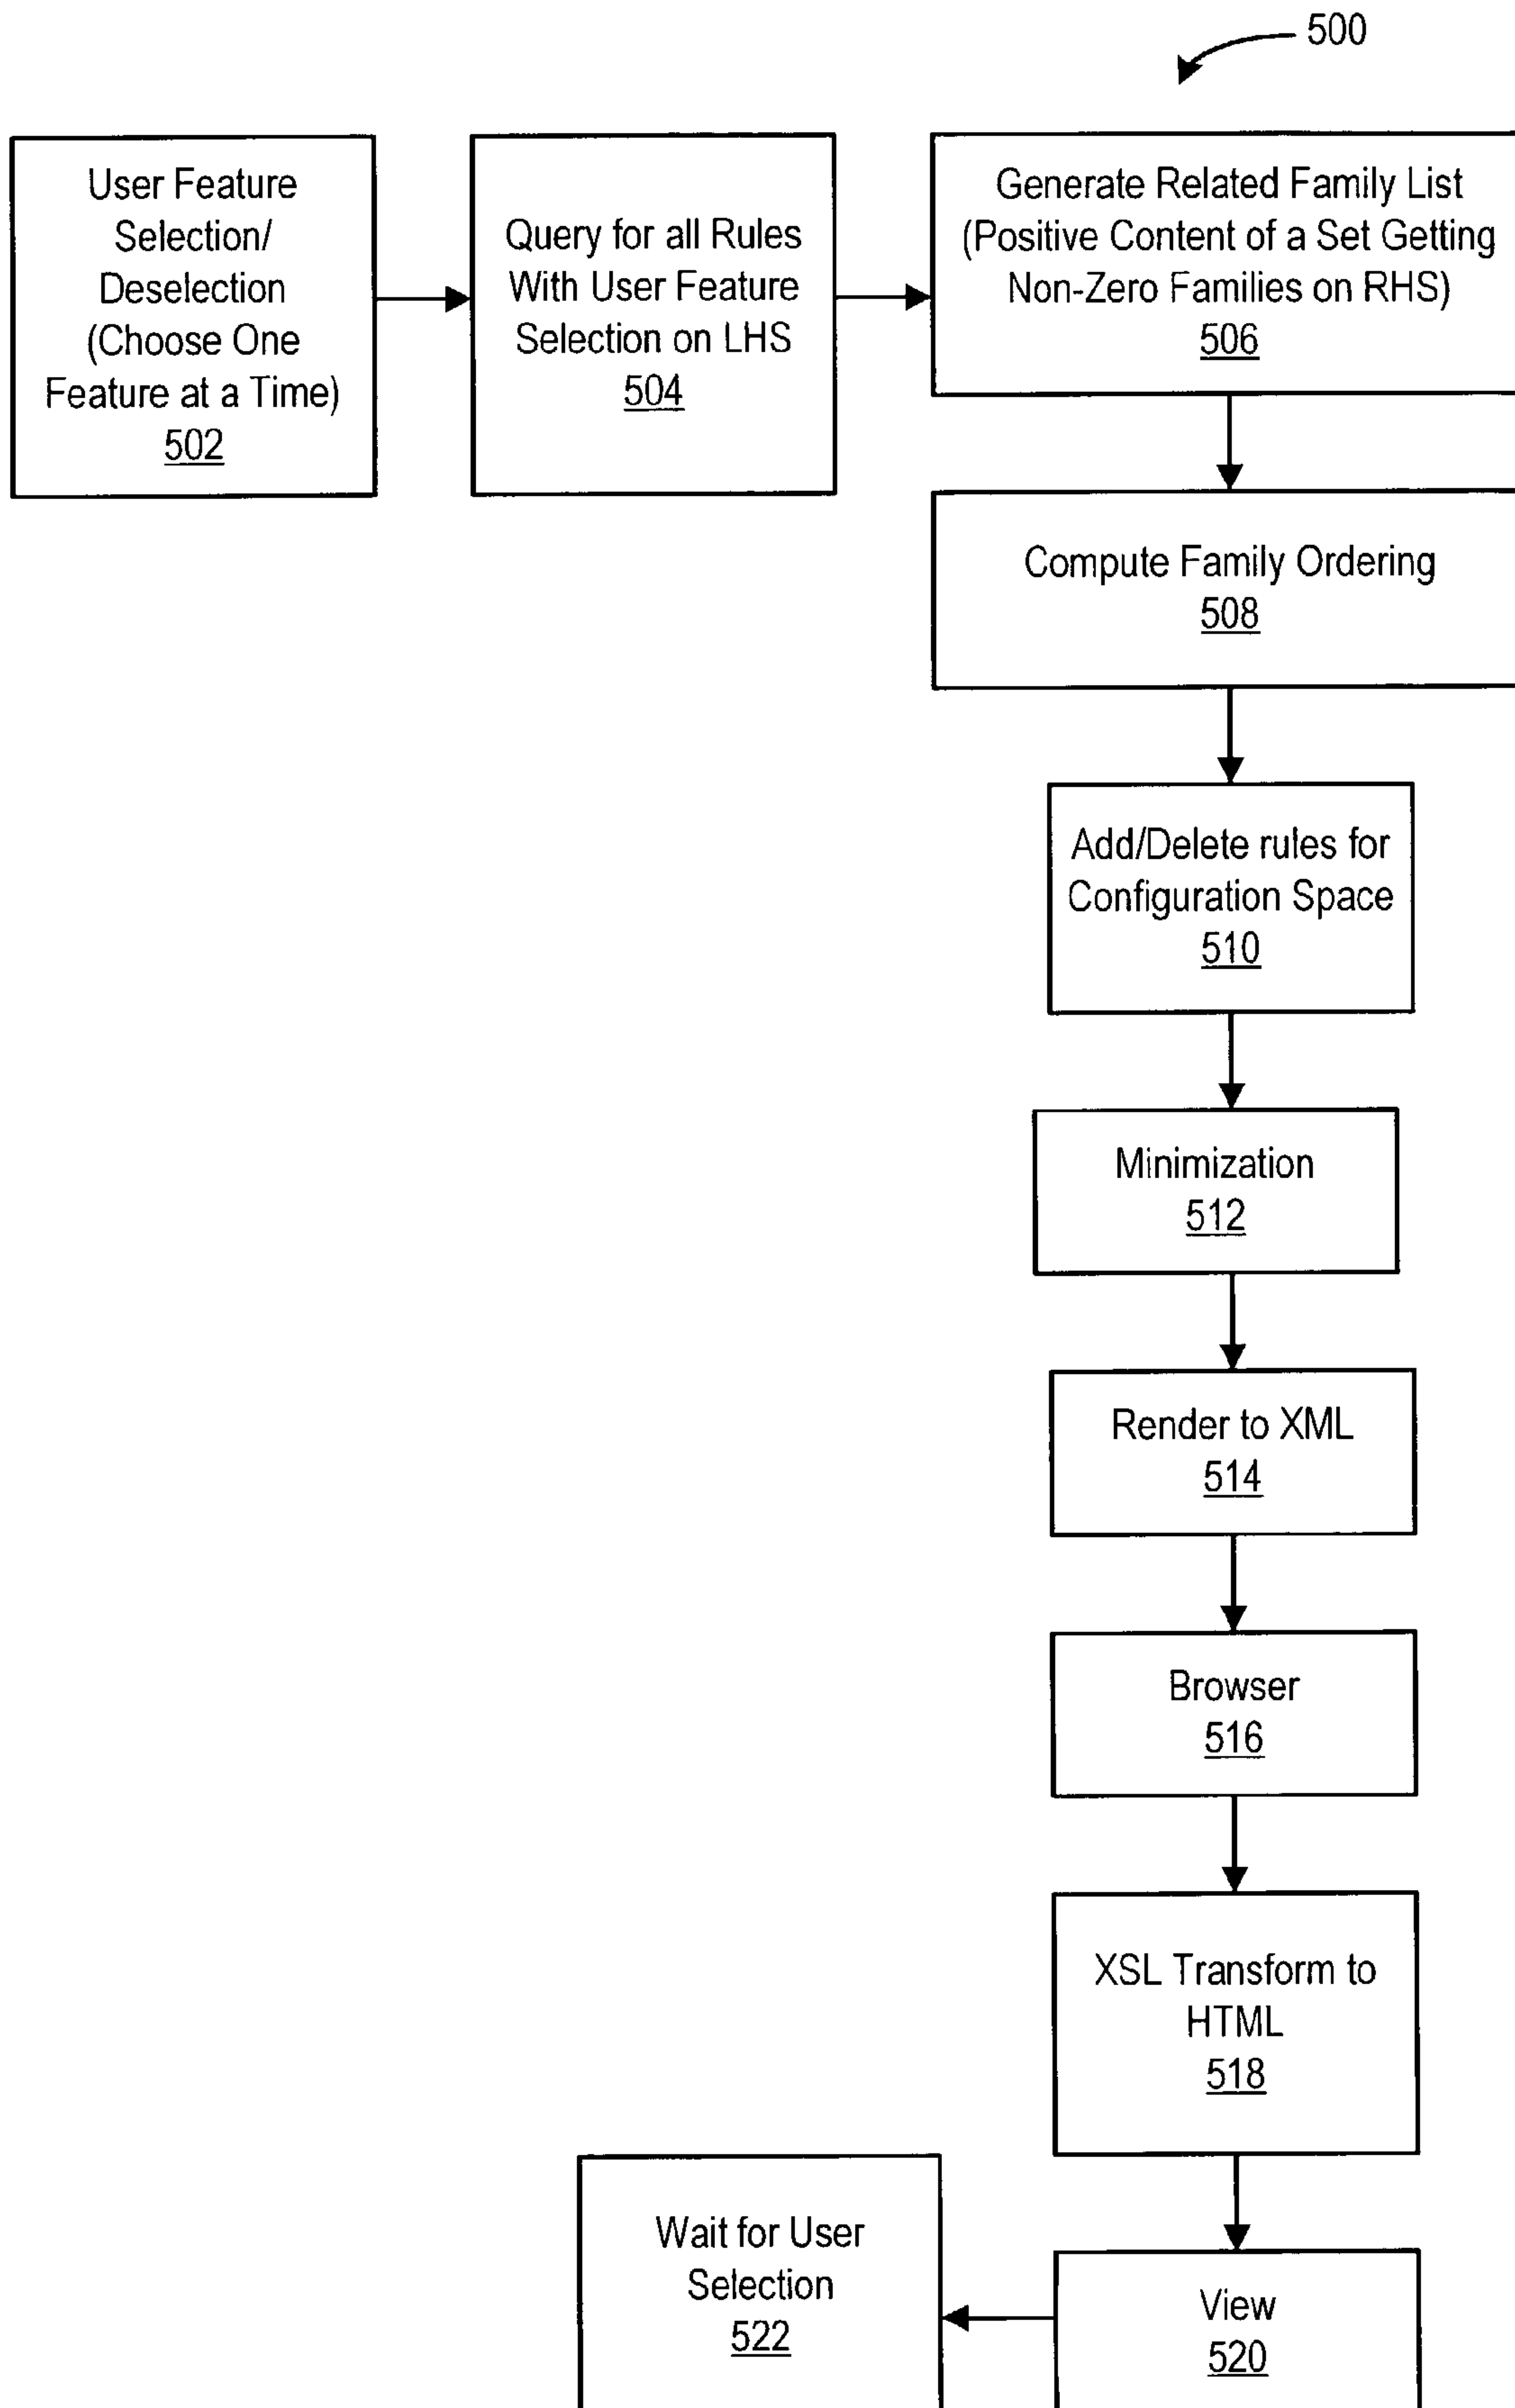 500
User Feature
Selection/
Deselection
(Choose One
Feature at a Time)
502
Query for all Rules
With User Feature
Selection on LHS
504
Generate Related Family List
(Positive Content of a Set Getting
Non-Zero Families on RHS)
506
Compute Family Ordering
508
Add/Delete rules for
Configuration Space
510
Minimization
512
Render to XML
514
Browser
516
XSL Transform to
HTML
518
Wait for User
Selection
522
View
520